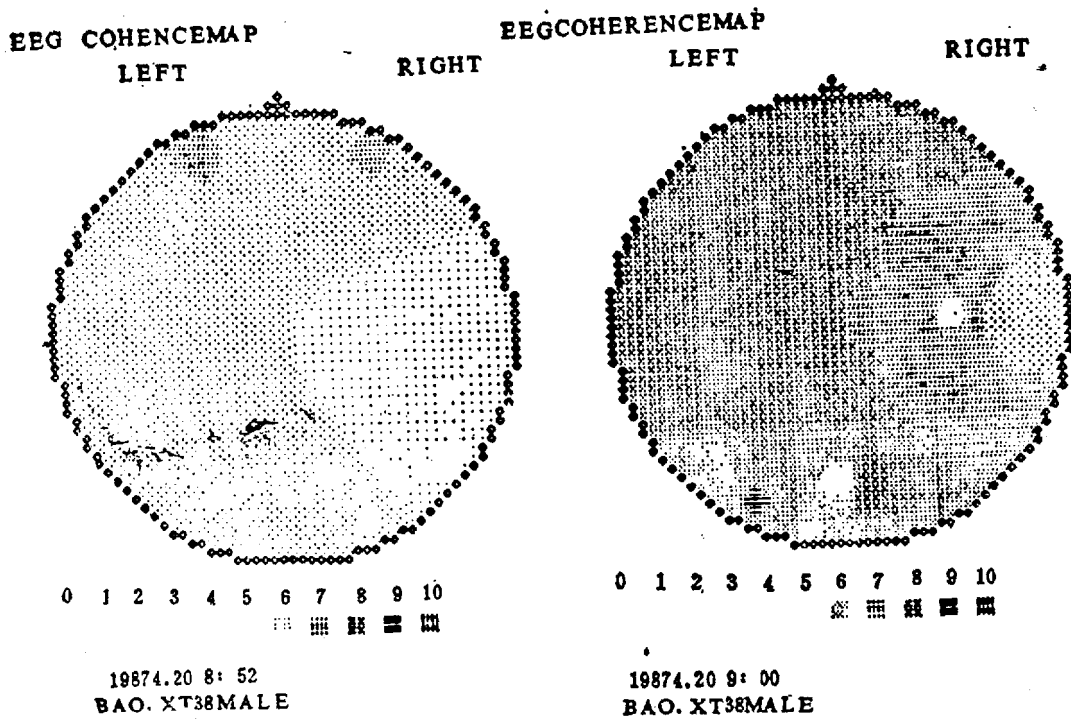 EEG COHENCEMAP
LEFT RIGHT
0 1 2 3 4 5 6 7 8 9 10
19874.20 8: 52
BAO. XT38MALE
EEGCOHERENCEMAP
LEFT RIGHT
0 1 2 3 4 5 6 7 8 9 10
19874.20 9: 00
BAO. XT38MALE